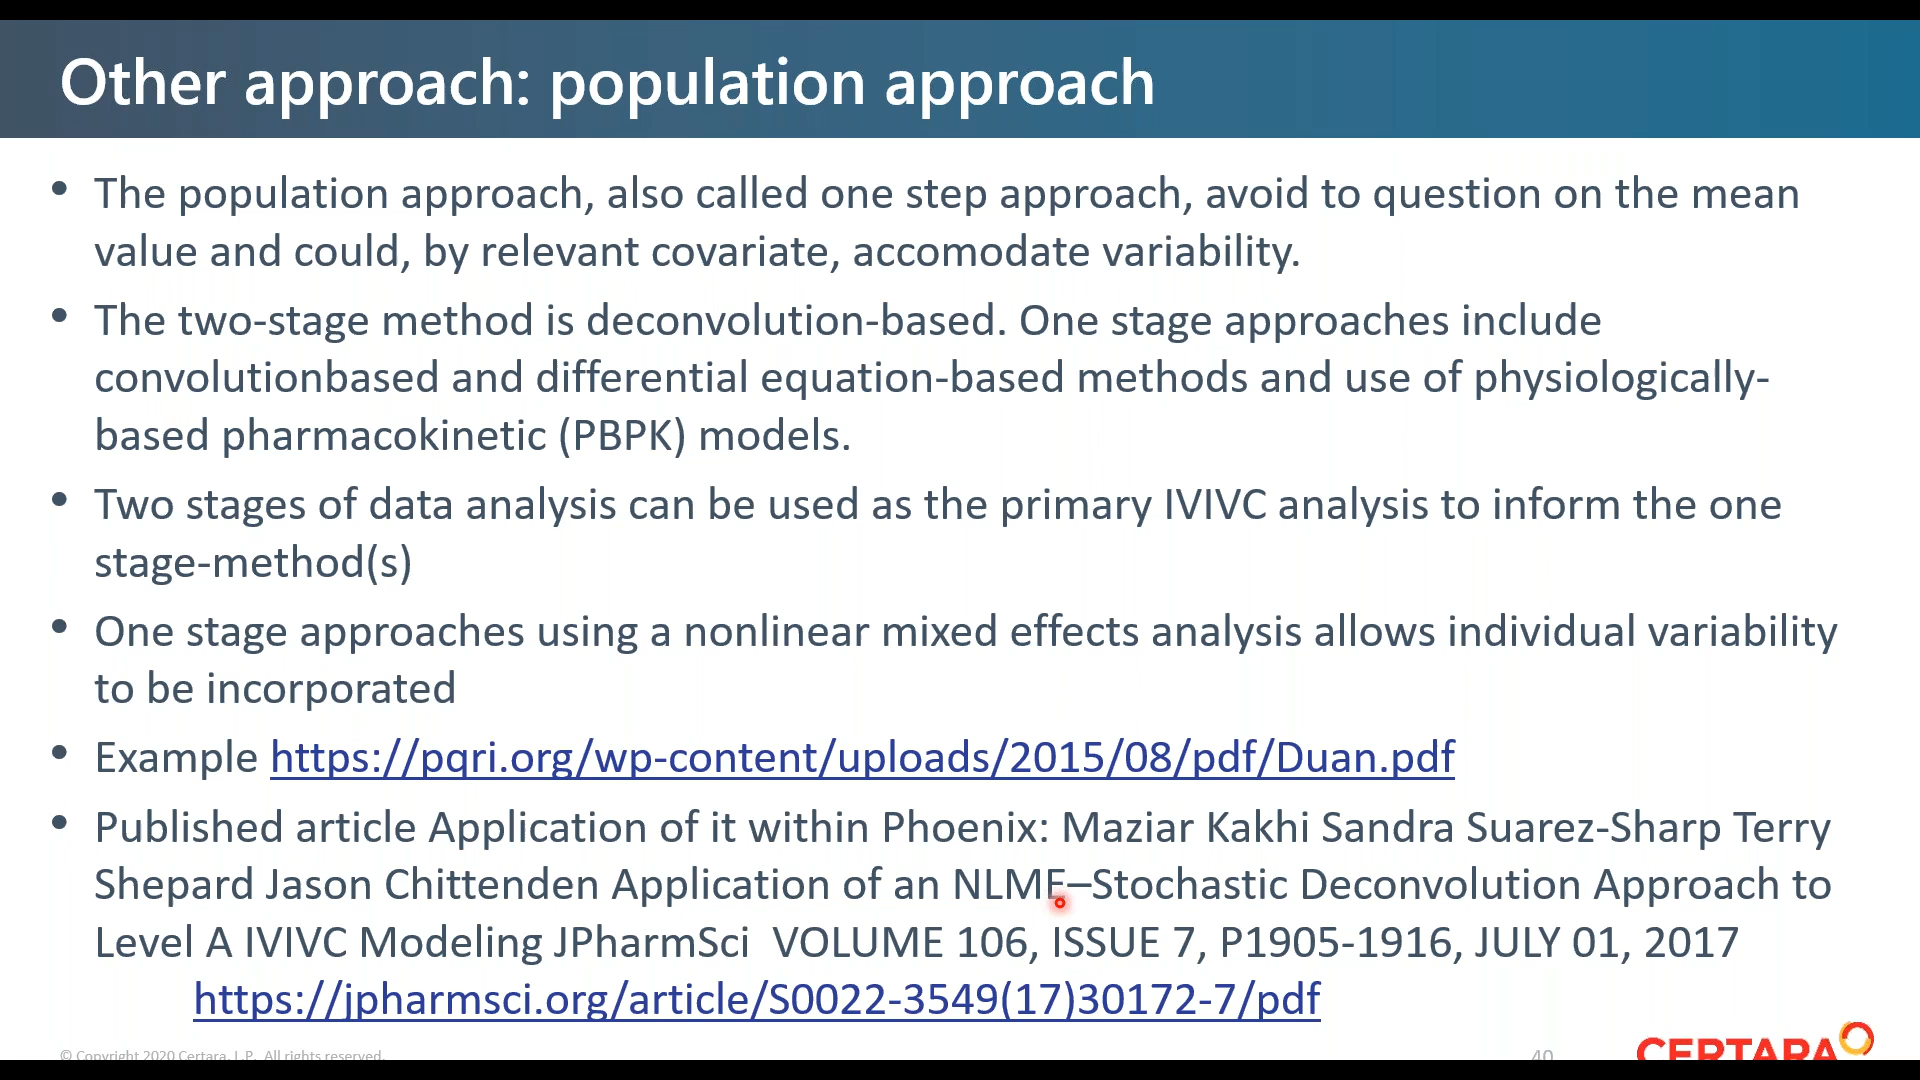 Other approach: population approach
• The population approach, also called one step approach, avoid to question on the mean
value and could, by relevant covariate, accomodate variability.
• The two-stage method is deconvolution-based. One stage approaches include
convolutionbased and differential equation-based methods and use of physiologically-
based pharmacokinetic (PBPK) models.
• Two stages of data analysis can be used as the primary IVIVC analysis to inform the one
stage-method(s)
• One stage approaches using a nonlinear mixed effects analysis allows individual variability
to be incorporated
• Example https://pqri.org/wp-content/uploads/2015/08/pdf/Duan.pdf
• Published article Application of it within Phoenix: Maziar Kakhi Sandra Suarez-Sharp Terry
Shepard Jason Chittenden Application of an NLME–Stochastic Deconvolution Approach to
Level A IVIVC Modeling JPharmSci VOLUME 106, ISSUE 7, P1905-1916, JULY 01, 2017
https://jpharmsci.org/article/S0022-3549(17)30172-7/pdf
© Copyright 2020 Certara, L.P. All rights reserved.
40
CERTARA